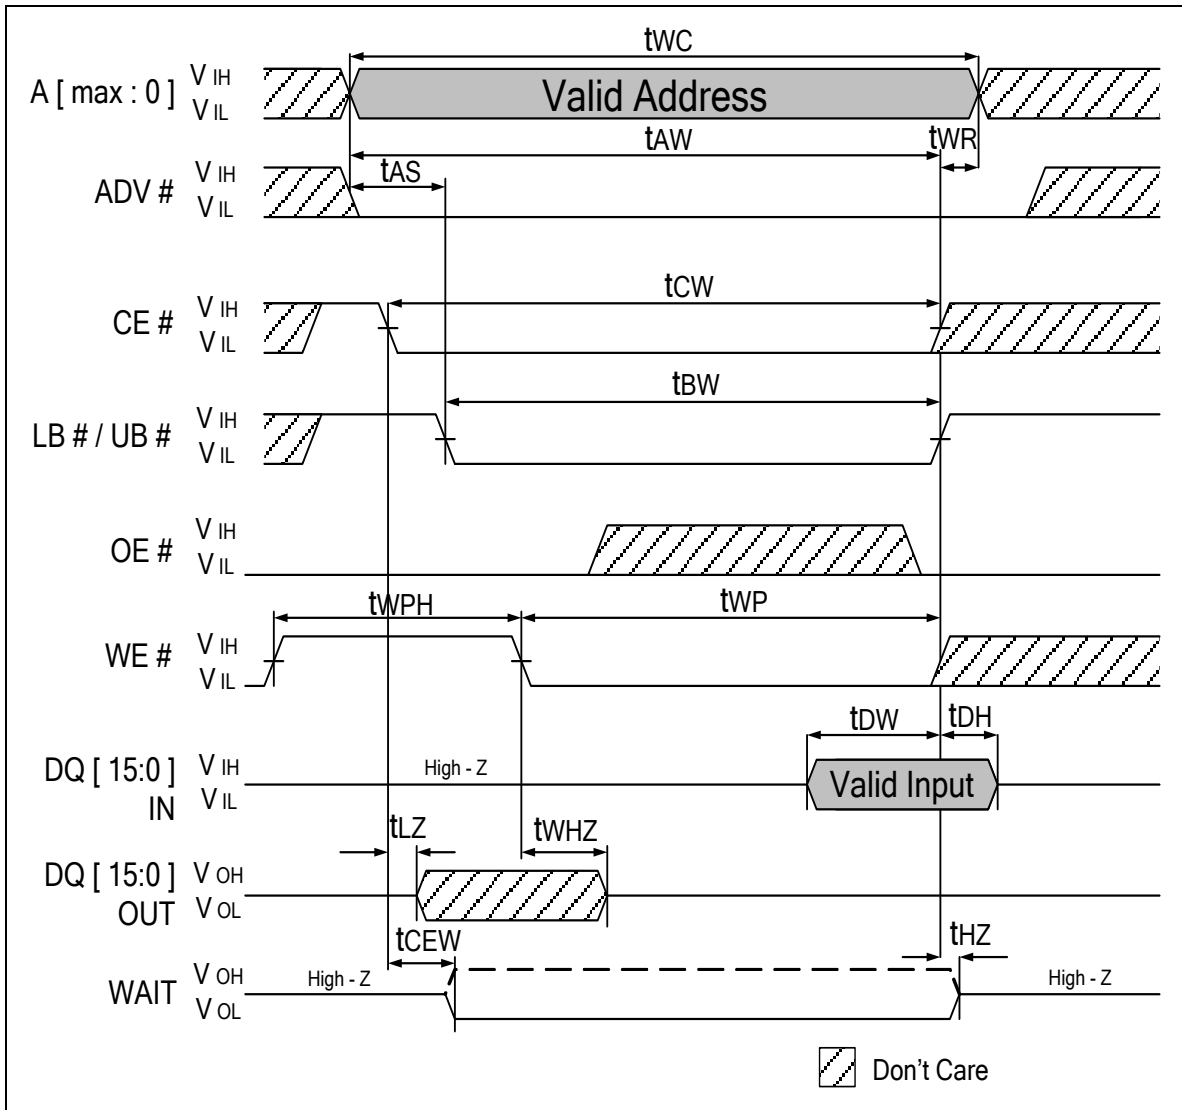 tWC
A [ max : 0 ] V IH
V IL
Valid Address
tAW tWR
tAS
ADV # V IH
V IL
tCW
CE # V IH
V IL
tBW
LB # / UB # V IH
V IL
OE # V IH
V IL
tWPH tWP
WE # V IH
V IL
tDW tDH
DQ [ 15:0 ] IN V IH
V IL
High - Z
Valid Input
tLZ tWHZ
DQ [ 15:0 ] OUT V OH
V OL
tCEW tHZ
WAIT V OH
V OL
High - Z High - Z
Don't Care